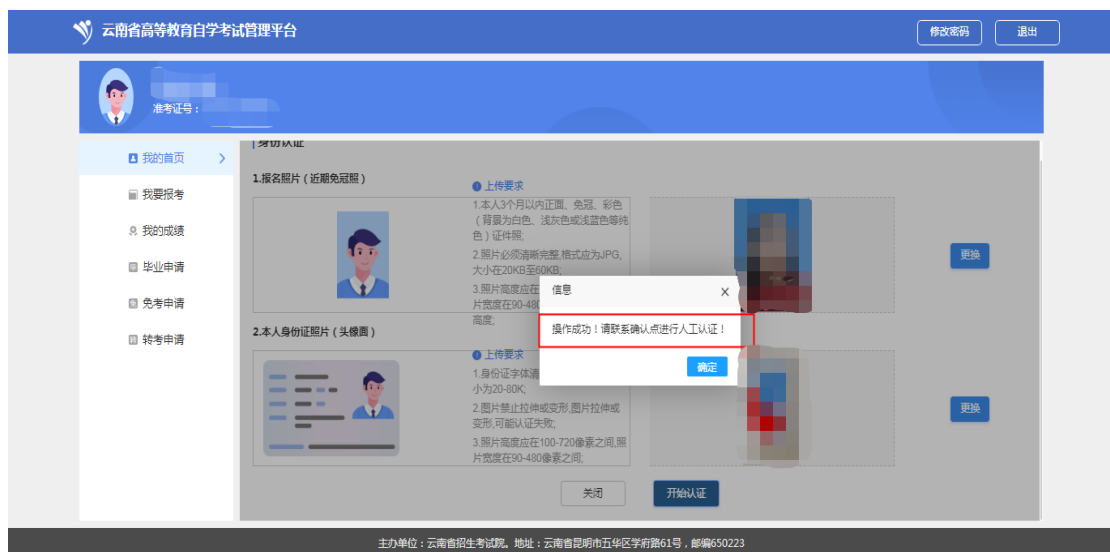 云南省高等教育自学考试管理平台
修改密码
退出
准考证号：
我的首页
我要报考
我的成绩
毕业申请
免考申请
转考申请
身份认证
1.报名照片（近期免冠照）
上传要求
1.本人3个月以内正面、免冠、彩色
（背景为白色、浅灰色或浅蓝色等纯
色）证件照;
2.照片必须清晰完整,格式应为JPG,
大小在20KB至60KB;
3.照片高度应在
片宽度在90-480
高度;
更换
信息
操作成功！请联系确认点进行人工认证！
确定
2.本人身份证照片（头像面）
上传要求
1.身份证字体清
小为20-80K;
2.图片禁止拉伸或变形,图片拉伸或
变形,可能认证失败;
3.照片高度应在100-720像素之间,照
片宽度在90-480像素之间;
更换
关闭
开始认证
主办单位：云南省招生考试院。地址：云南省昆明市五华区学府路61号，邮编650223